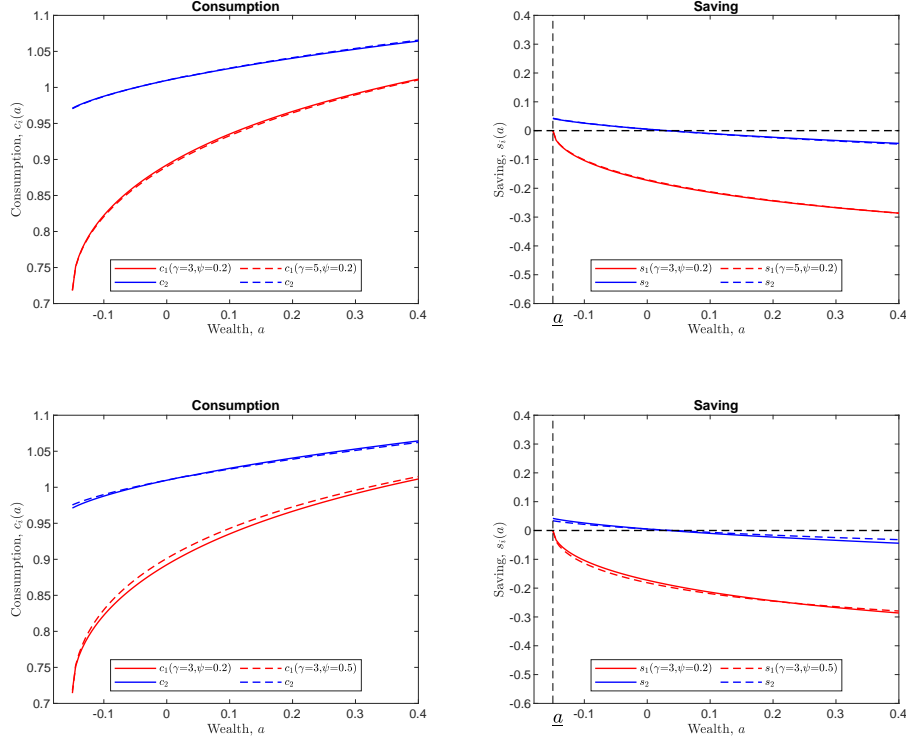 Consumption
Consumption, c_i(a)
1.1
1.05
1
0.95
0.9
0.85
0.8
0.75
0.7
c_1(γ=3,ψ=0.2) c_1(γ=5,ψ=0.2)
c_2 c_2
-0.1 0 0.1 0.2 0.3 0.4
Wealth, a
Saving
Saving, s_i(a)
0.4
0.3
0.2
0.1
0
-0.1
-0.2
-0.3
-0.4
-0.5
-0.6
s_1(γ=3,ψ=0.2) s_1(γ=5,ψ=0.2)
s_2 s_2
a -0.1 0 0.1 0.2 0.3 0.4
Wealth, a
Consumption
Consumption, c_i(a)
1.1
1.05
1
0.95
0.9
0.85
0.8
0.75
0.7
c_1(γ=3,ψ=0.2) c_1(γ=3,ψ=0.5)
c_2 c_2
-0.1 0 0.1 0.2 0.3 0.4
Wealth, a
Saving
Saving, s_i(a)
0.4
0.3
0.2
0.1
0
-0.1
-0.2
-0.3
-0.4
-0.5
-0.6
s_1(γ=3,ψ=0.2) s_1(γ=3,ψ=0.5)
s_2 s_2
a -0.1 0 0.1 0.2 0.3 0.4
Wealth, a